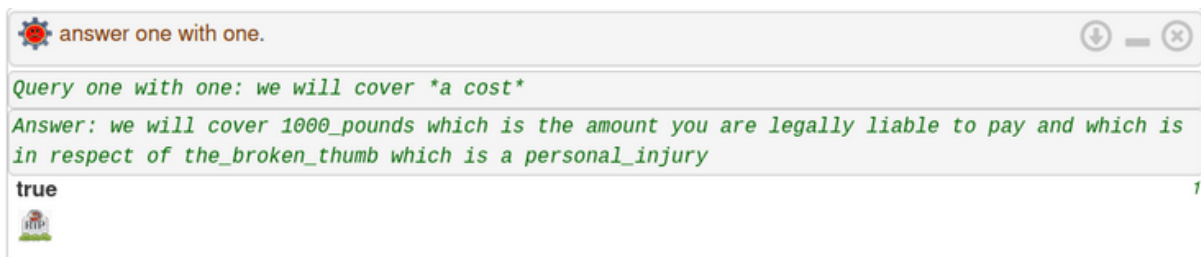 answer one with one.
Query one with one: we will cover *a cost*
Answer: we will cover 1000_pounds which is the amount you are legally liable to pay and which is
in respect of the_broken_thumb which is a personal_injury
true 1
RIP